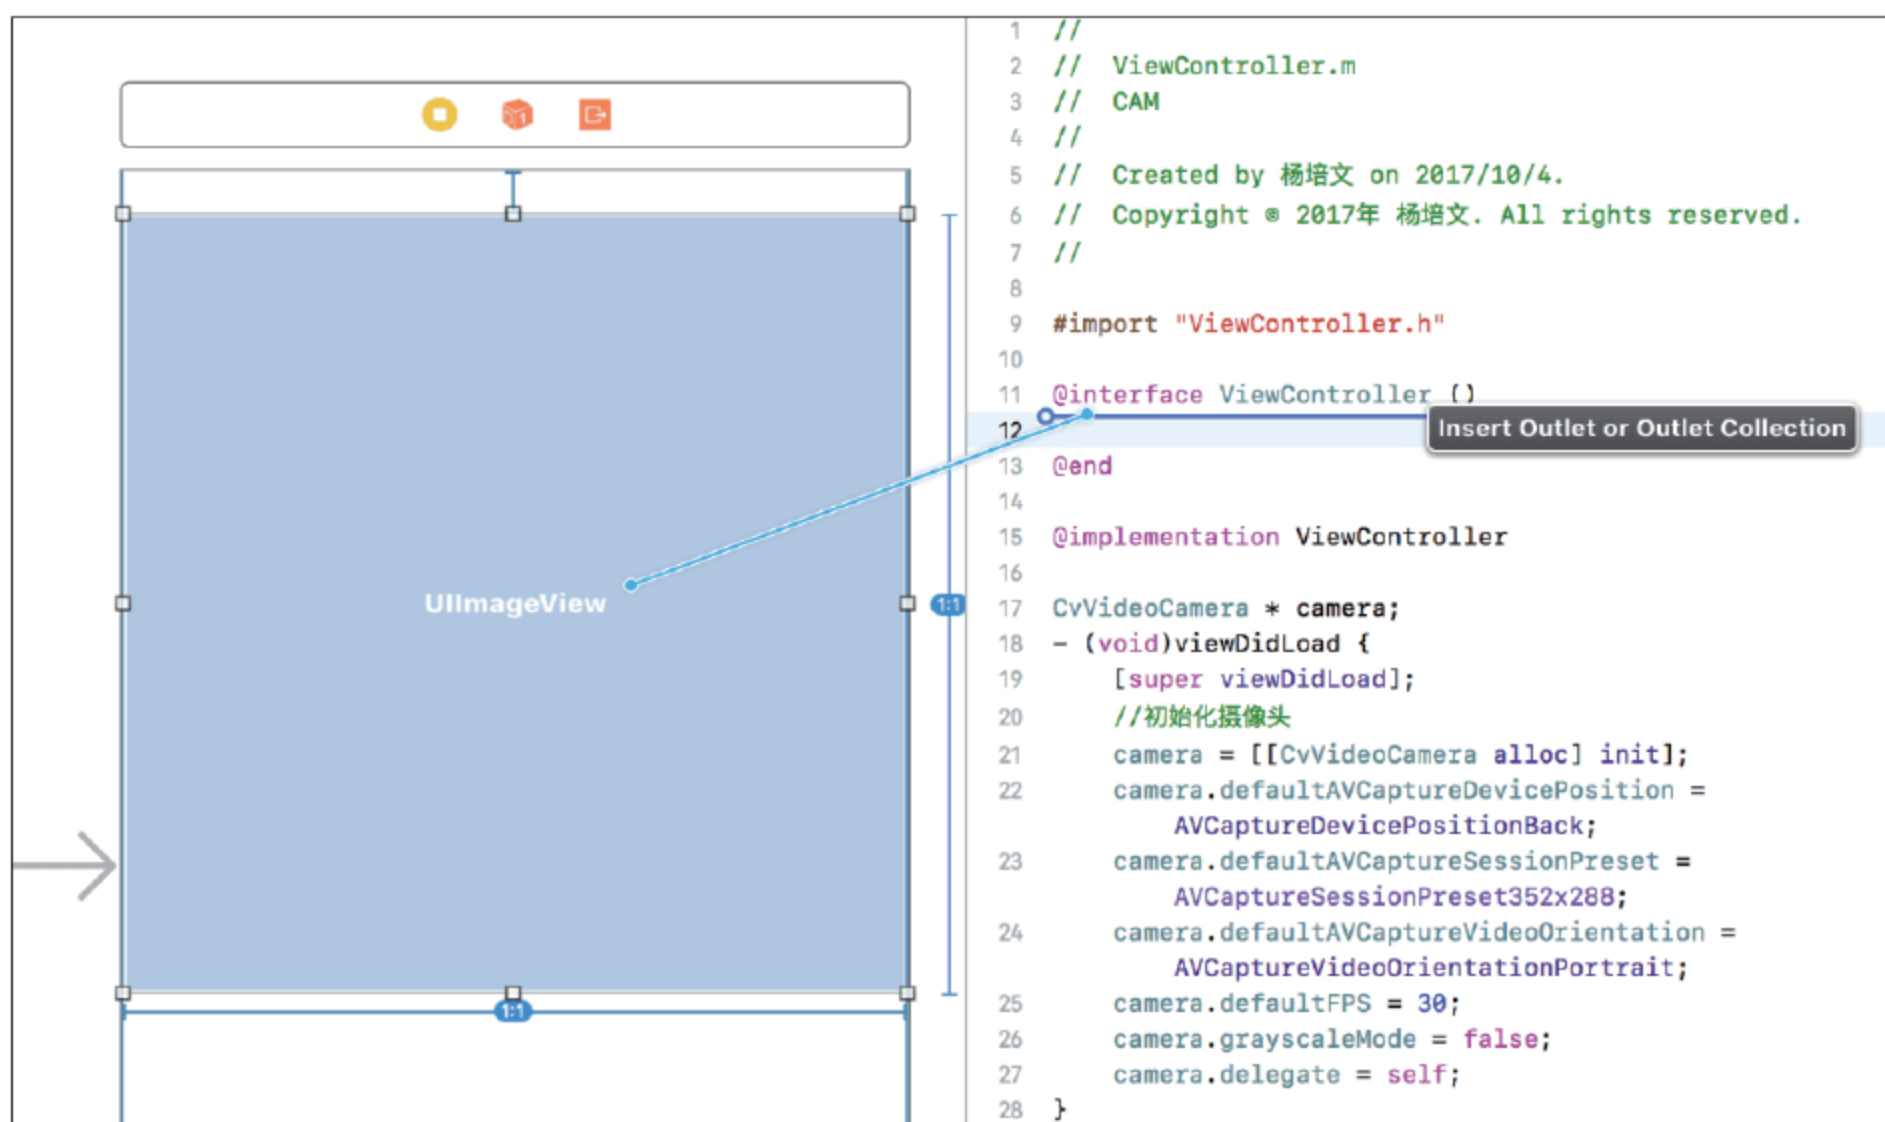 UIImageView
1:1
1:1
1 //
2 //  ViewController.m
3 //  CAM
4 //
5 //  Created by 杨培文 on 2017/10/4.
6 //  Copyright © 2017年 杨培文. All rights reserved.
7 //
8
9 #import "ViewController.h"
10
11 @interface ViewController ()
12
Insert Outlet or Outlet Collection
13 @end
14
15 @implementation ViewController
16
17 CvVideoCamera * camera;
18 - (void)viewDidLoad {
19     [super viewDidLoad];
20     //初始化摄像头
21     camera = [[CvVideoCamera alloc] init];
22     camera.defaultAVCaptureDevicePosition =
        AVCaptureDevicePositionBack;
23     camera.defaultAVCaptureSessionPreset =
        AVCaptureSessionPreset352x288;
24     camera.defaultAVCaptureVideoOrientation =
        AVCaptureVideoOrientationPortrait;
25     camera.defaultFPS = 30;
26     camera.grayscaleMode = false;
27     camera.delegate = self;
28 }